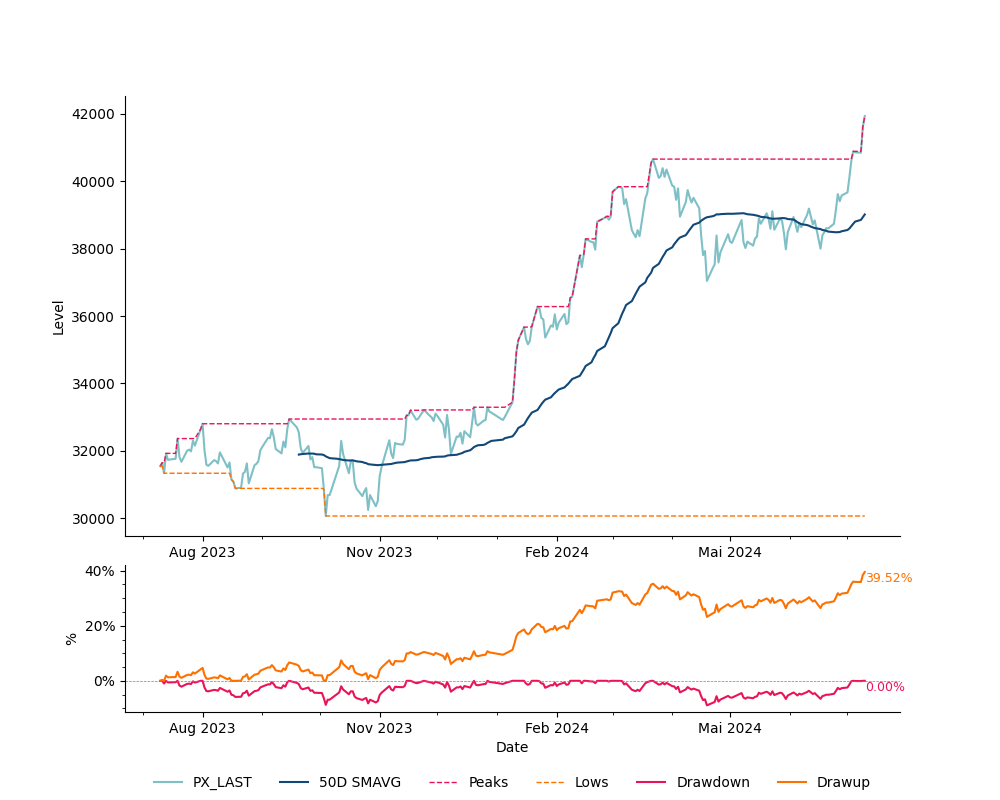 42000
40000
38000
36000
34000
32000
30000
Level
Aug 2023 Nov 2023 Feb 2024 Mai 2024
40%
20%
0%
%
39.52%
0.00%
Aug 2023 Nov 2023 Feb 2024 Mai 2024
Date
PX_LAST 50D SMAVG Peaks Lows Drawdown Drawup